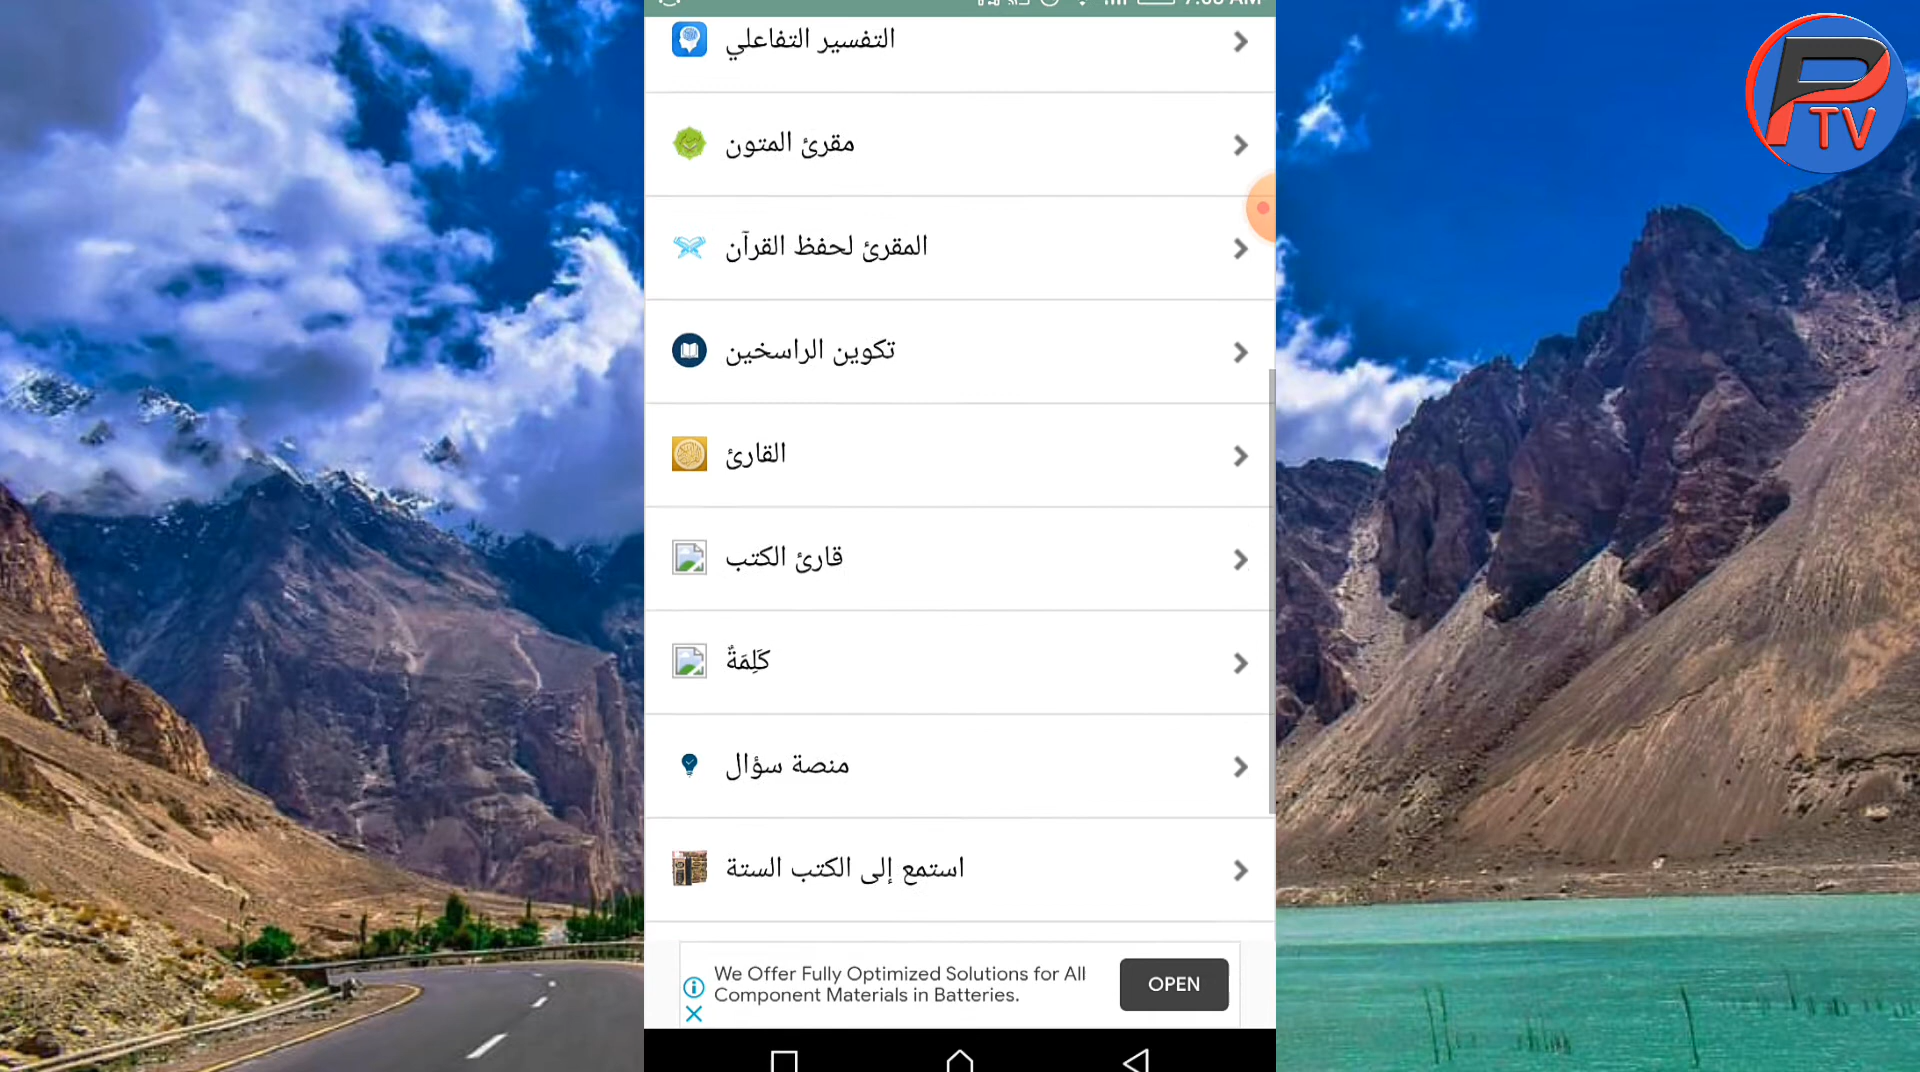 التفسير التفاعلي
مقرئ المتون
المقرئ لحفظ القرآن
تكوين الراسخين
القارئ
قارئ الكتب
كَلِمَةٌ
منصة سؤال
استمع إلى الكتب الستة
We Offer Fully Optimized Solutions for All
Component Materials in Batteries.
OPEN
P
TV